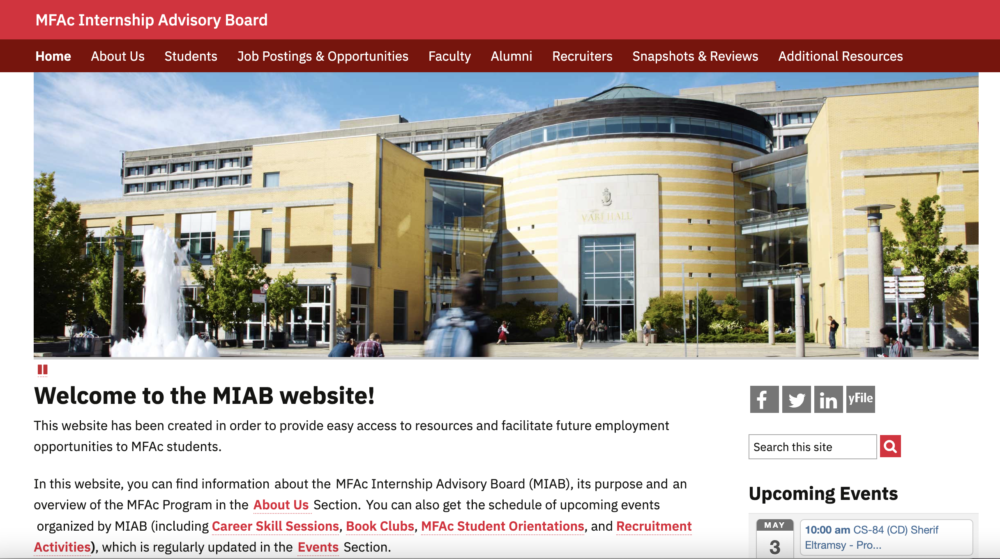 MFAc Internship Advisory Board
Home About Us Students Job Postings & Opportunities Faculty Alumni Recruiters Snapshots & Reviews Additional Resources
VARI HALL
Welcome to the MIAB website!
This website has been created in order to provide easy access to resources and facilitate future employment
opportunities to MFAc students.
In this website, you can find information about the MFAc Internship Advisory Board (MIAB), its purpose and an
overview of the MFAc Program in the About Us Section. You can also get the schedule of upcoming events
organized by MIAB (including Career Skill Sessions, Book Clubs, MFAc Student Orientations, and Recruitment
Activities), which is regularly updated in the Events Section.
f in yFile
Search this site
Upcoming Events
MAY
3
10:00 am CS-84 (CD) Sherif
Eltramsy - Pro...